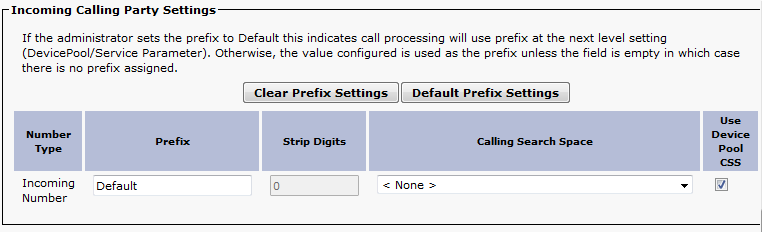 Incoming Calling Party Settings
If the administrator sets the prefix to Default this indicates call processing will use prefix at the next level setting
(DevicePool/Service Parameter). Otherwise, the value configured is used as the prefix unless the field is empty in which case
there is no prefix assigned.
Clear Prefix Settings Default Prefix Settings
Number Type Prefix Strip Digits Calling Search Space Use Device Pool CSS
Incoming Number Default 0 < None >